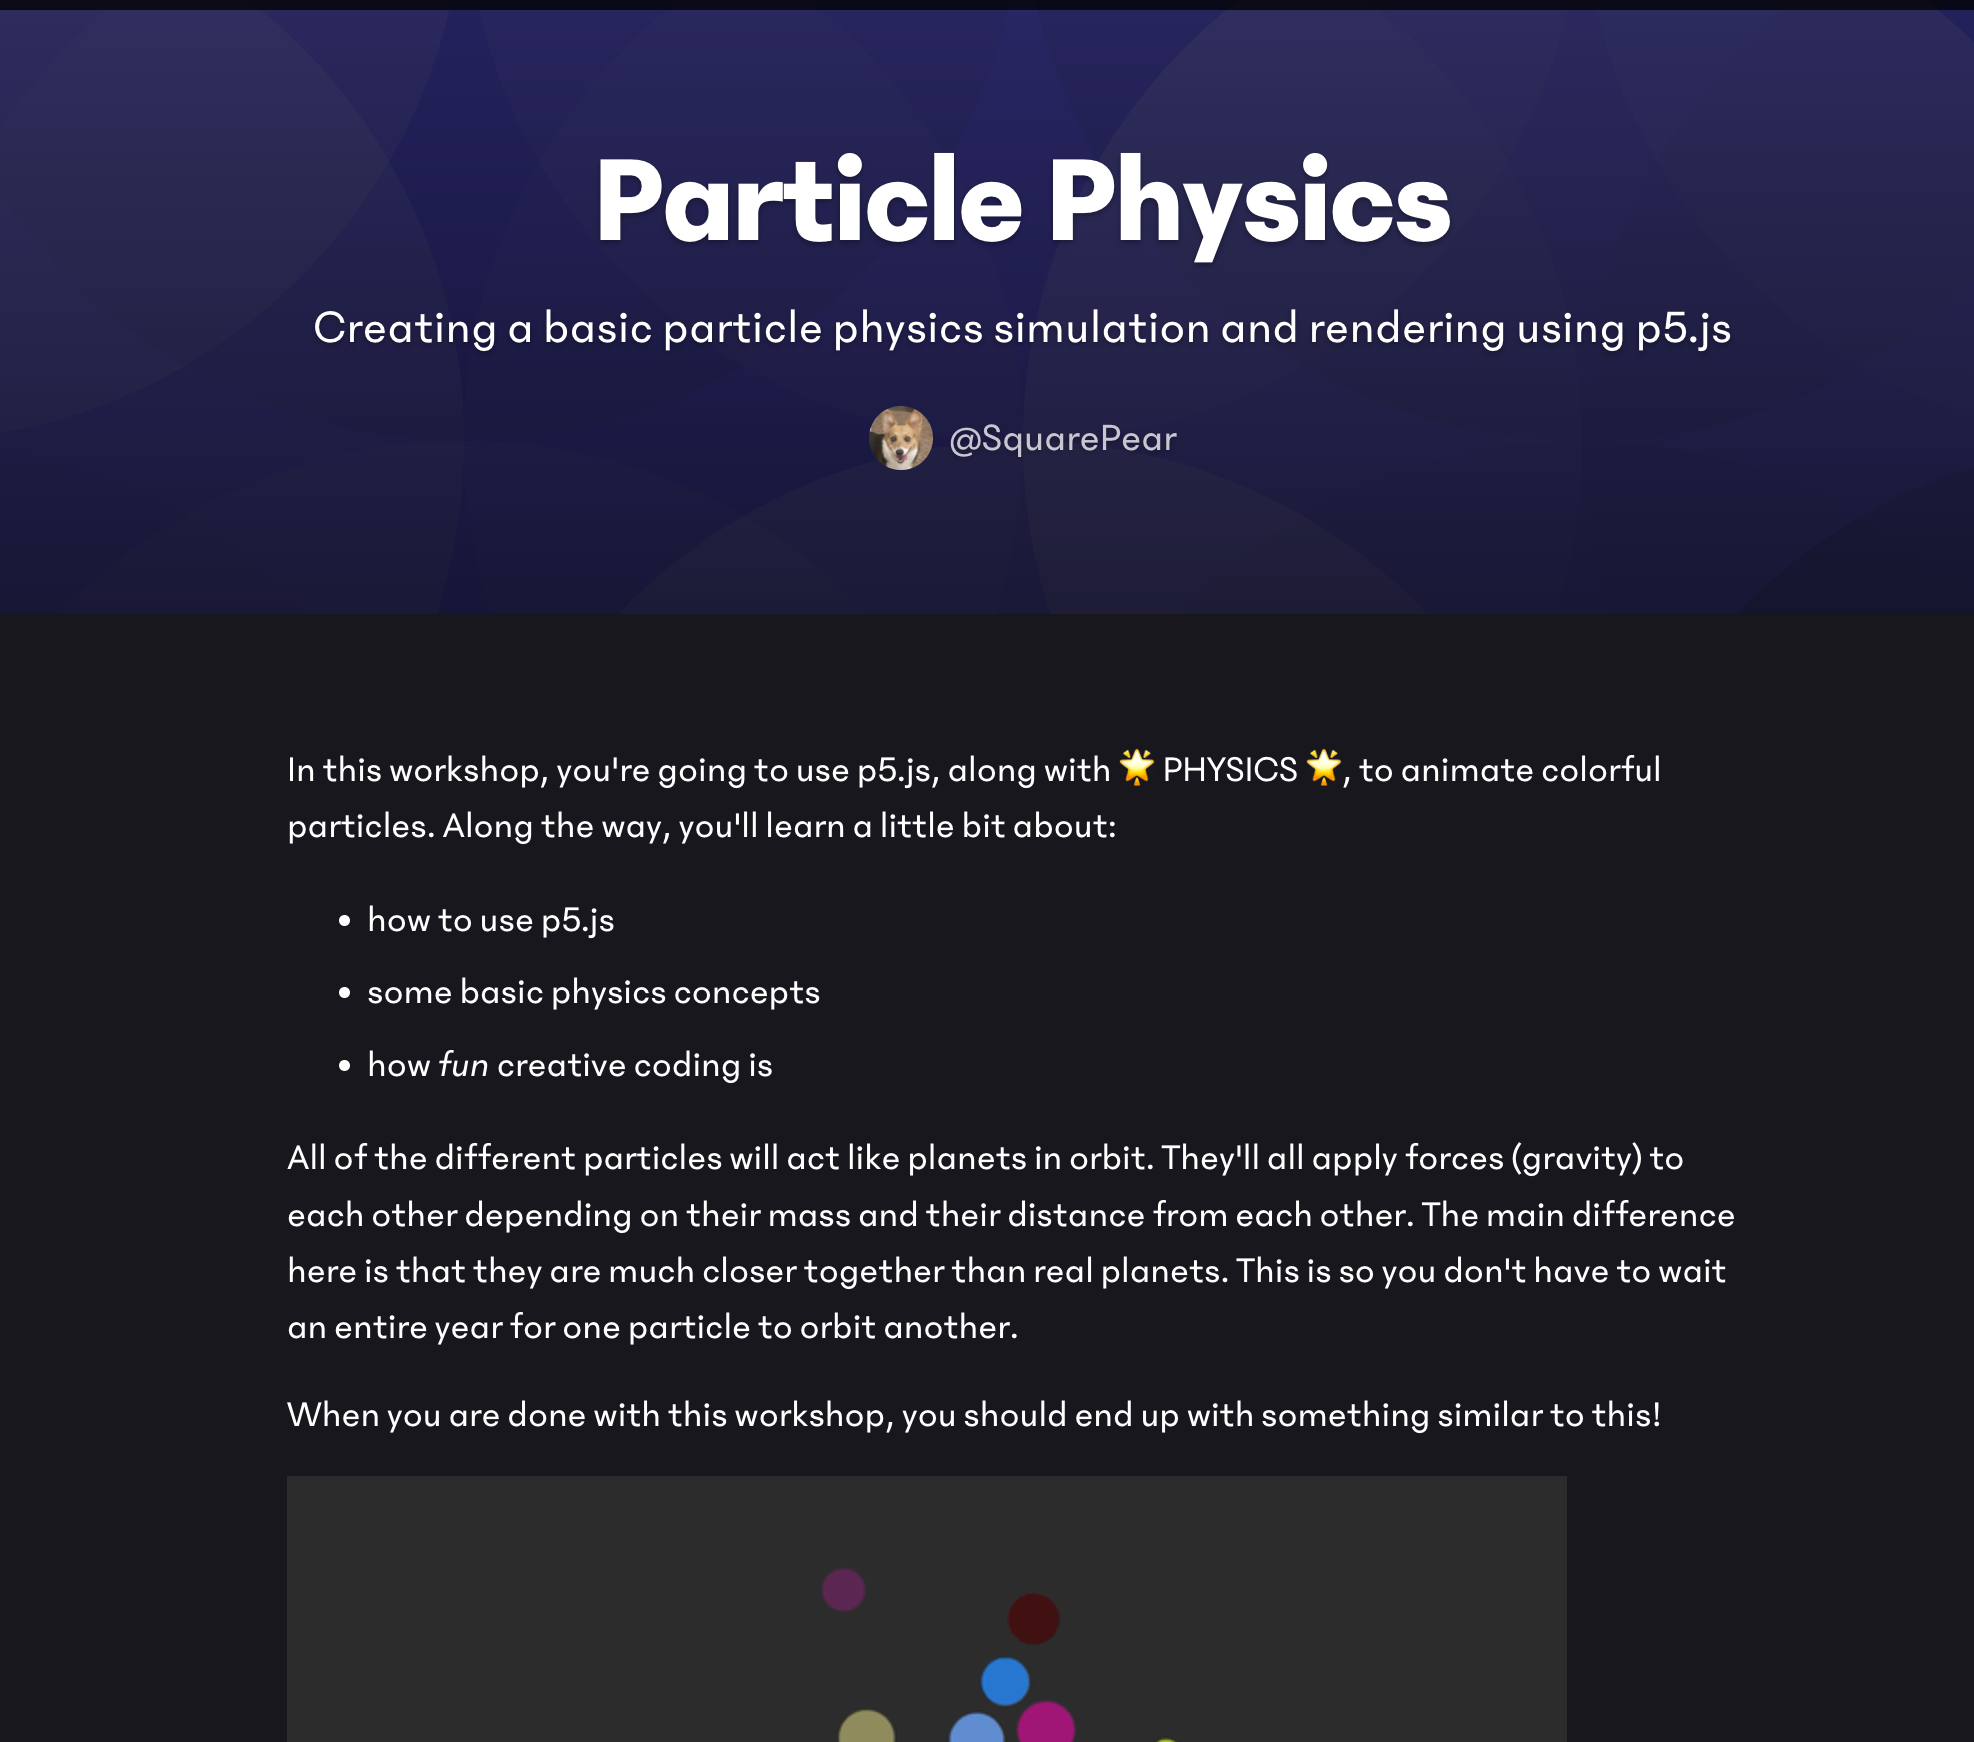 Particle Physics
Creating a basic particle physics simulation and rendering using p5.js
@SquarePear
In this workshop, you're going to use p5.js, along with 🌟 PHYSICS 🌟, to animate colorful
particles. Along the way, you'll learn a little bit about:
• how to use p5.js
• some basic physics concepts
• how fun creative coding is
All of the different particles will act like planets in orbit. They'll all apply forces (gravity) to
each other depending on their mass and their distance from each other. The main difference
here is that they are much closer together than real planets. This is so you don't have to wait
an entire year for one particle to orbit another.
When you are done with this workshop, you should end up with something similar to this!